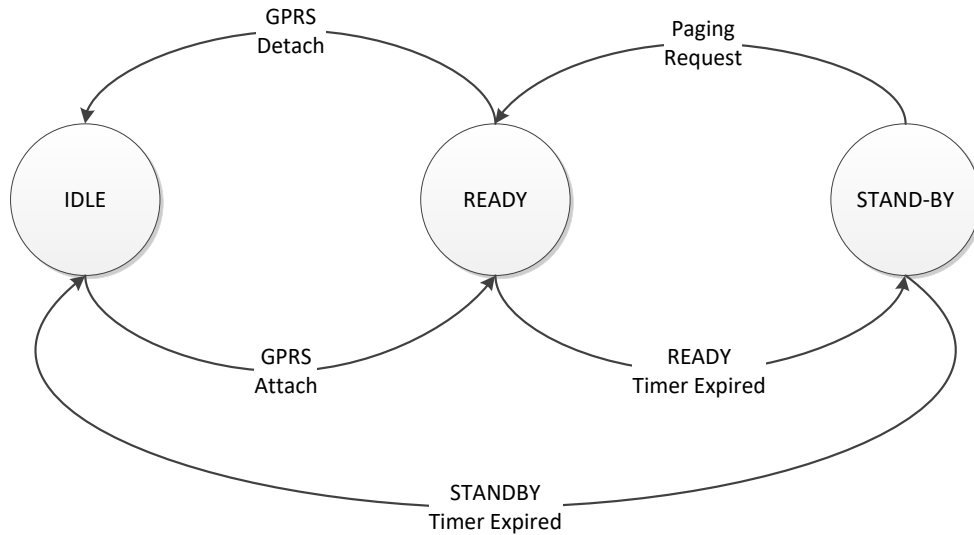 GPRS
Detach
Paging
Request
IDLE
READY
STAND-BY
GPRS
Attach
READY
Timer Expired
STANDBY
Timer Expired